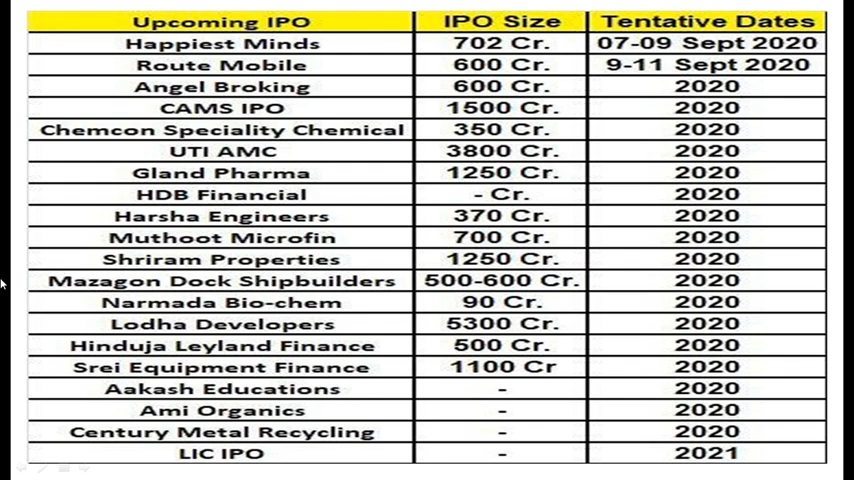 Upcoming IPO IPO Size Tentative Dates
Happiest Minds 702 Cr. 07-09 Sept 2020
Route Mobile 600 Cr. 9-11 Sept 2020
Angel Broking 600 Cr. 2020
CAMS IPO 1500 Cr. 2020
Chemcon Speciality Chemical 350 Cr. 2020
UTI AMC 3800 Cr. 2020
Gland Pharma 1250 Cr. 2020
HDB Financial - Cr. 2020
Harsha Engineers 370 Cr. 2020
Muthoot Microfin 700 Cr. 2020
Shriram Properties 1250 Cr. 2020
Mazagon Dock Shipbuilders 500-600 Cr. 2020
Narmada Bio-chem 90 Cr. 2020
Lodha Developers 5300 Cr. 2020
Hinduja Leyland Finance 500 Cr. 2020
Srei Equipment Finance 1100 Cr 2020
Aakash Educations - 2020
Ami Organics - 2020
Century Metal Recycling - 2020
LIC IPO - 2021